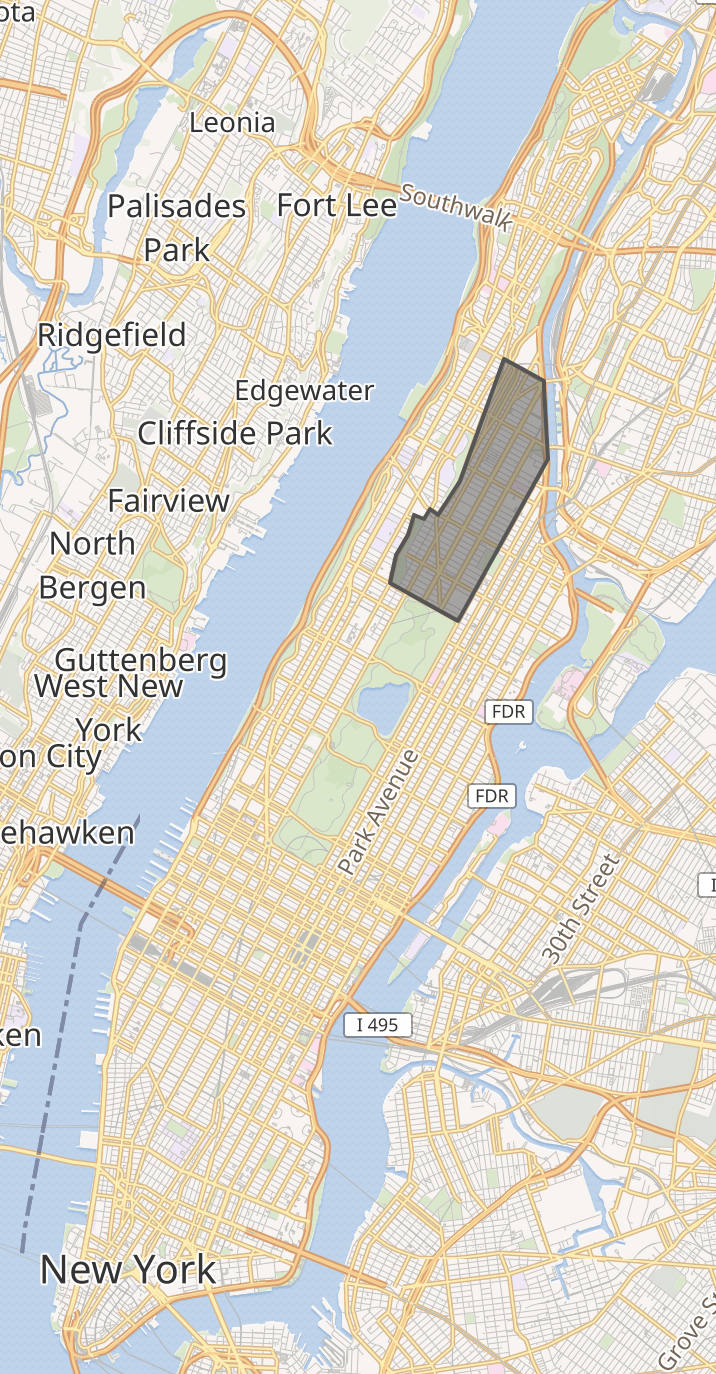 ota
Leonia
Palisades
Park
Fort Lee
Southwalk
Ridgefield
Edgewater
Cliffside Park
Fairview
North
Bergen
Guttenberg
West New
York
on City
FDR
FDR
Park Avenue
ehawken
I
30th Street
I 495
ken
New York
Grove St